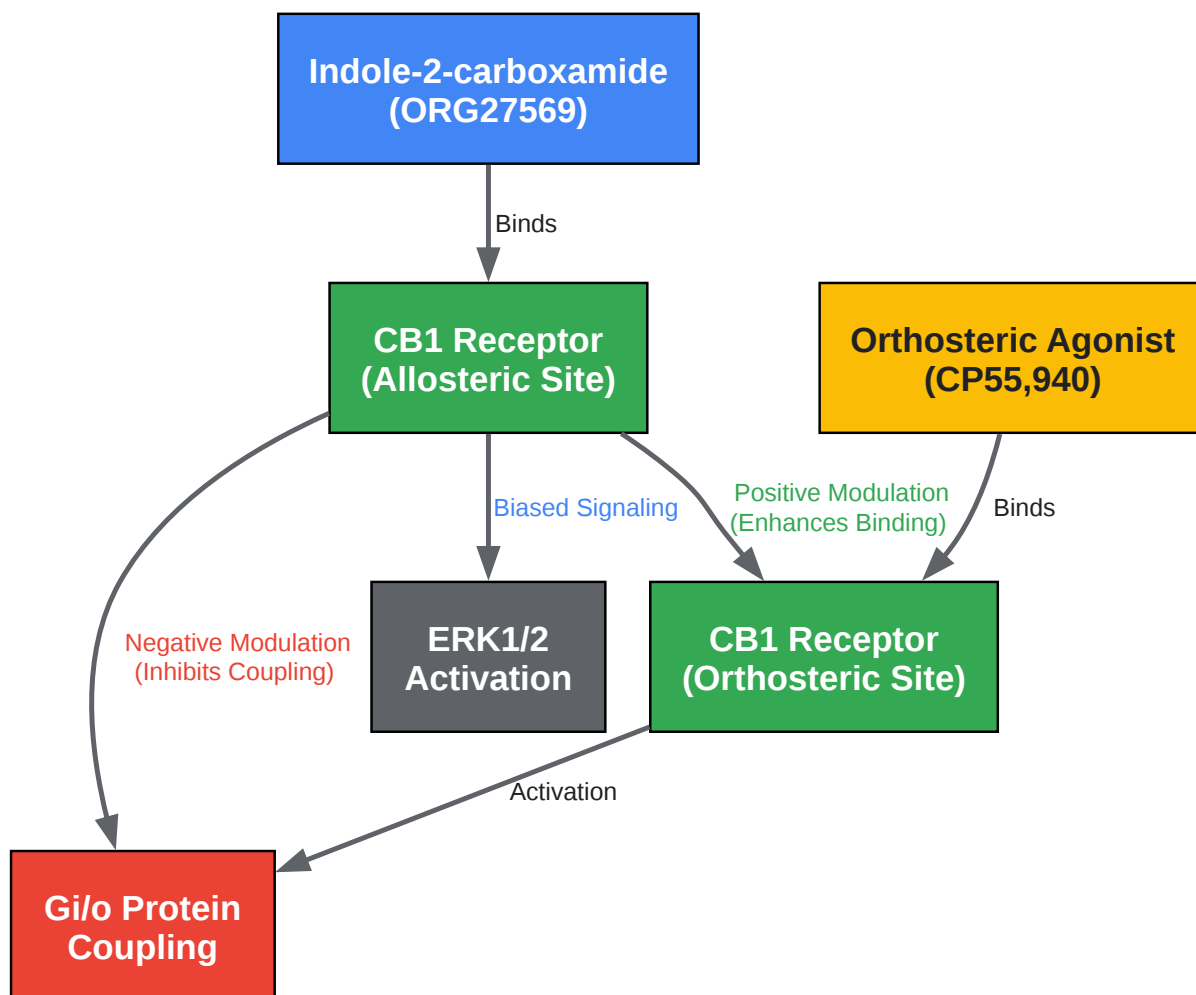 Indole-2-carboxamide
(ORG27569)
Binds
CB1 Receptor
(Allosteric Site)
Orthosteric Agonist
(CP55,940)
Biased Signaling
Positive Modulation
(Enhances Binding)
Binds
Negative Modulation
(Inhibits Coupling)
ERK1/2
Activation
CB1 Receptor
(Orthosteric Site)
Activation
Gi/o Protein
Coupling